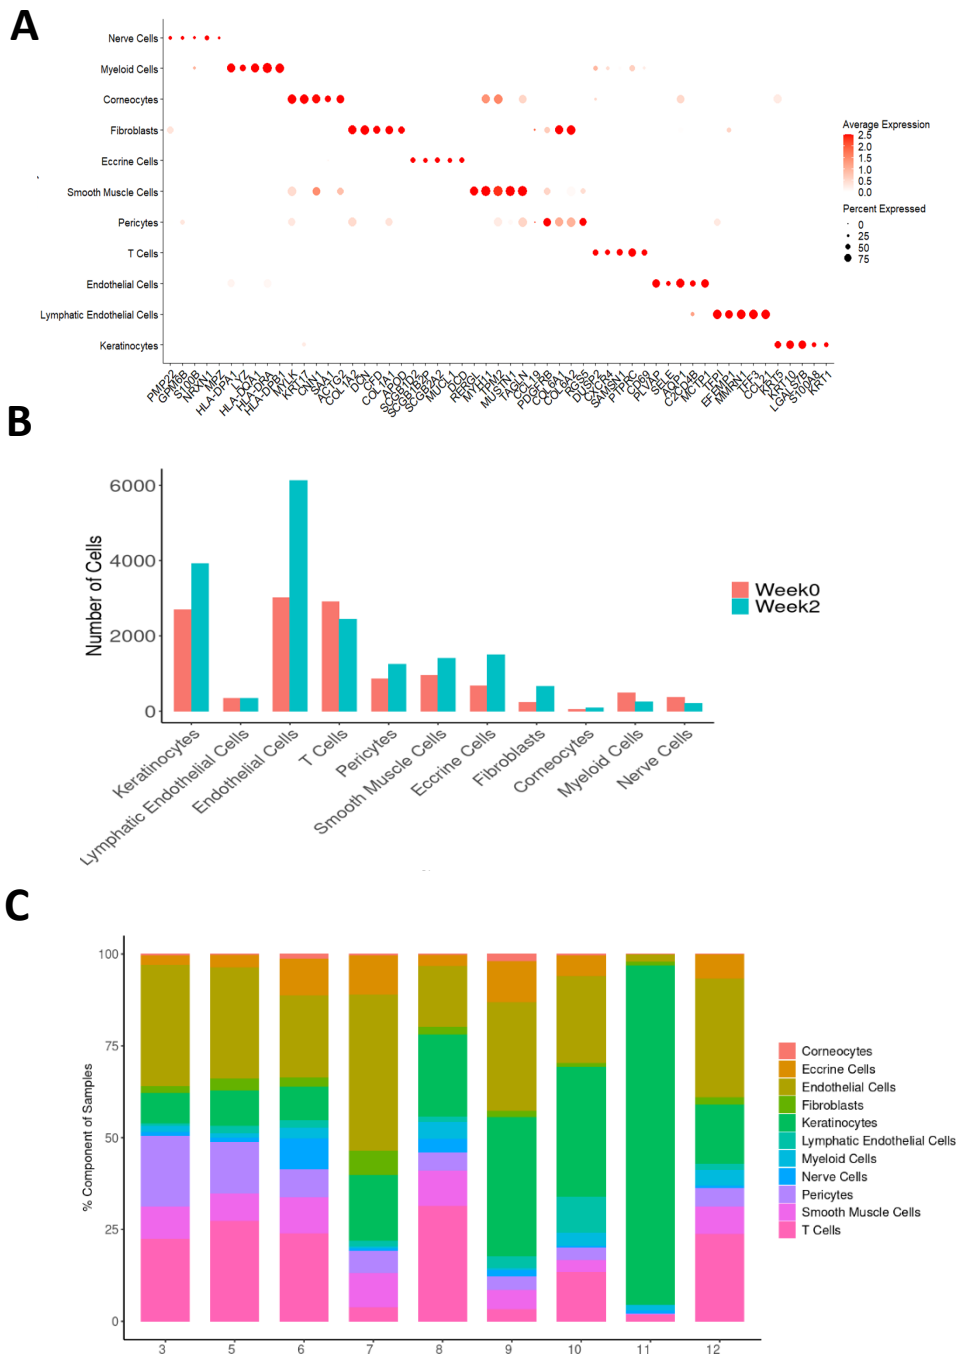 A
Nerve Cells
Myeloid Cells
Corneocytes
Fibroblasts
Eccrine Cells
Smooth Muscle Cells
Pericytes
T Cells
Endothelial Cells
Lymphatic Endothelial Cells
Keratinocytes
Average Expression
2.5
2.0
1.5
1.0
0.5
0.0
Percent Expressed
0
25
50
75
PMP22
GPM6B
S100B
NRXN1
MPZ
HLA-DPA1
LYZ
HLA-DQA1
HLA-DRA
HLA-DPB1
MYLK
KRT17
CNN1
SAA1
ACTG2
COL1A2
DCN
CFD
COL1A1
APOD
SCGB1D2
SCGB1B2P
SCGB2A2
MUCL1
DCD
RERGL
MYH11
TPM2
MUSTN1
TAGLN
CCL19
PDGFRB
COL6A1
COL6A2
RGS5
DUSP2
CXCR4
SAMSN1
PTPRC
CD69
PLVAP
SELE
AQP1
C2CD4B
MCTP1
TFPI
EFEMP1
MMRN1
TFF3
CCL21
KRT5
KRT10
LGALS7B
S100A8
KRT1
B
Number of Cells
6000
4000
2000
0
Week0
Week2
Keratinocytes
Lymphatic Endothelial Cells
Endothelial Cells
T Cells
Pericytes
Smooth Muscle Cells
Eccrine Cells
Fibroblasts
Corneocytes
Myeloid Cells
Nerve Cells
C
% Component of Samples
100
75
50
25
0
3 5 6 7 8 9 10 11 12
Corneocytes
Eccrine Cells
Endothelial Cells
Fibroblasts
Keratinocytes
Lymphatic Endothelial Cells
Myeloid Cells
Nerve Cells
Pericytes
Smooth Muscle Cells
T Cells